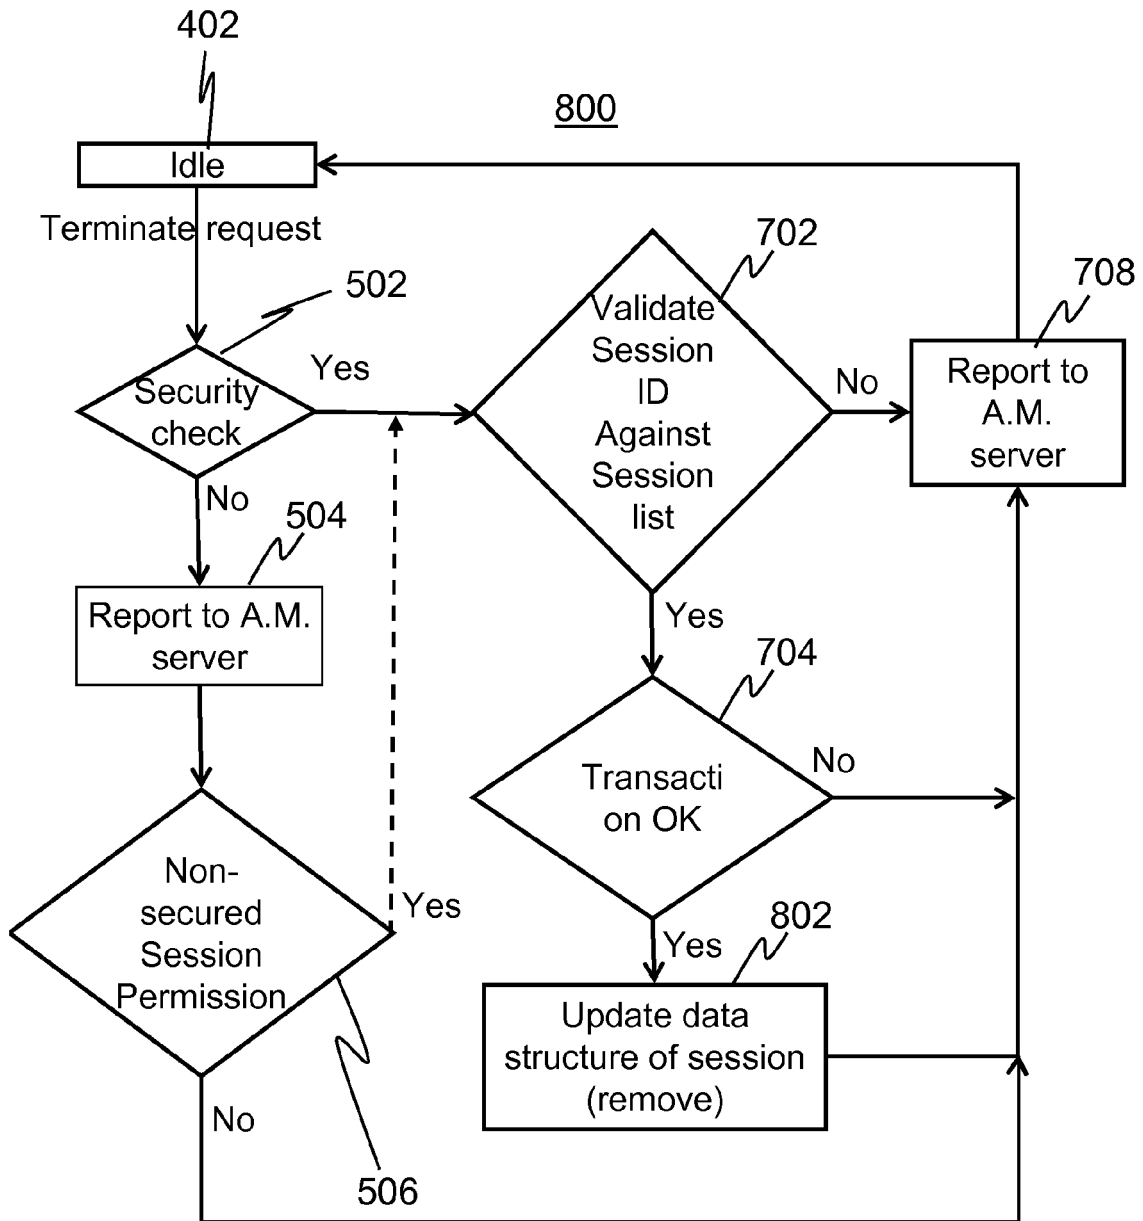 402
800
Idle
Terminate request
502
Security
check
Yes
No
504
Report to A.M.
server
Non-
secured
Session
Permission
Yes
No
506
702
Validate
Session
ID
Against
Session
list
No
Yes
708
Report to
A.M.
server
704
Transacti
on OK
No
Yes
802
Update data
structure of session
(remove)